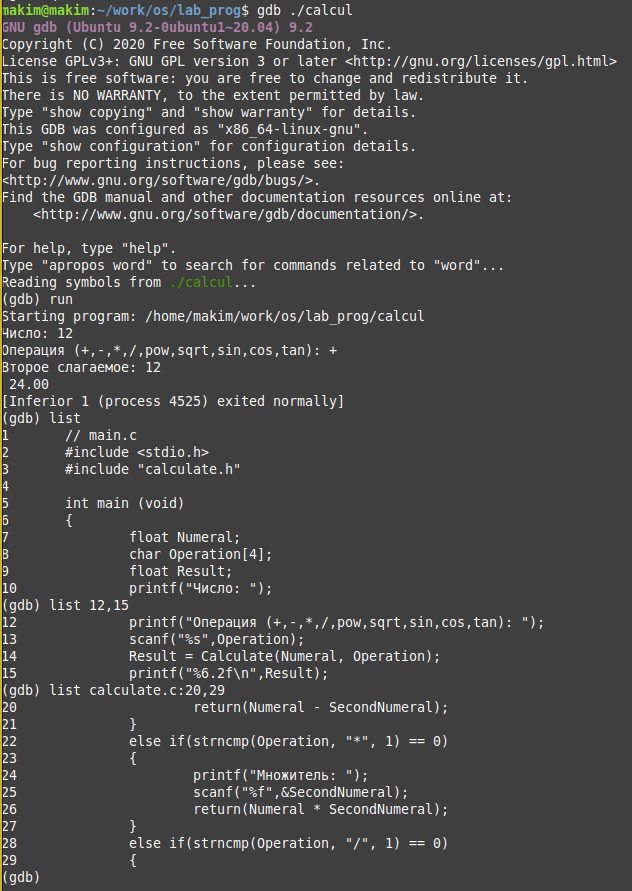 makim@makim:~/work/os/lab_prog$ gdb ./calcul
GNU gdb (Ubuntu 9.2-0ubuntu1~20.04) 9.2
Copyright (C) 2020 Free Software Foundation, Inc.
License GPLv3+: GNU GPL version 3 or later <http://gnu.org/licenses/gpl.html>
This is free software: you are free to change and redistribute it.
There is NO WARRANTY, to the extent permitted by law.
Type "show copying" and "show warranty" for details.
This GDB was configured as "x86_64-linux-gnu".
Type "show configuration" for configuration details.
For bug reporting instructions, please see:
<http://www.gnu.org/software/gdb/bugs/>.
Find the GDB manual and other documentation resources online at:
    <http://www.gnu.org/software/gdb/documentation/>.

For help, type "help".
Type "apropos word" to search for commands related to "word"...
Reading symbols from ./calcul...
(gdb) run
Starting program: /home/makim/work/os/lab_prog/calcul
Число: 12
Операция (+,-,*,/,pow,sqrt,sin,cos,tan): +
Второе слагаемое: 12
 24.00
[Inferior 1 (process 4525) exited normally]
(gdb) list
1       // main.c
2       #include <stdio.h>
3       #include "calculate.h"
4
5       int main (void)
6       {
7               float Numeral;
8               char Operation[4];
9               float Result;
10              printf("Число: ");
(gdb) list 12,15
12              printf("Операция (+,-,*,/,pow,sqrt,sin,cos,tan): ");
13              scanf("%s",Operation);
14              Result = Calculate(Numeral, Operation);
15              printf("%6.2f\n",Result);
(gdb) list calculate.c:20,29
20                      return(Numeral - SecondNumeral);
21              }
22              else if(strncmp(Operation, "*", 1) == 0)
23              {
24                      printf("Множитель: ");
25                      scanf("%f",&SecondNumeral);
26                      return(Numeral * SecondNumeral);
27              }
28              else if(strncmp(Operation, "/", 1) == 0)
29              {
(gdb)